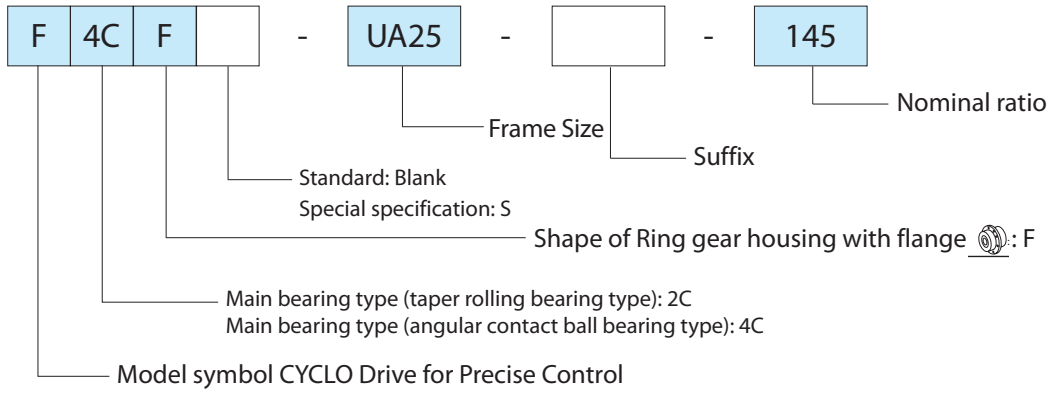 F 4C F - UA25 - - 145
Nominal ratio
Frame Size
Suffix
Standard: Blank
Special specification: S
Shape of Ring gear housing with flange : F
Main bearing type (taper rolling bearing type): 2C
Main bearing type (angular contact ball bearing type): 4C
Model symbol CYCLO Drive for Precise Control